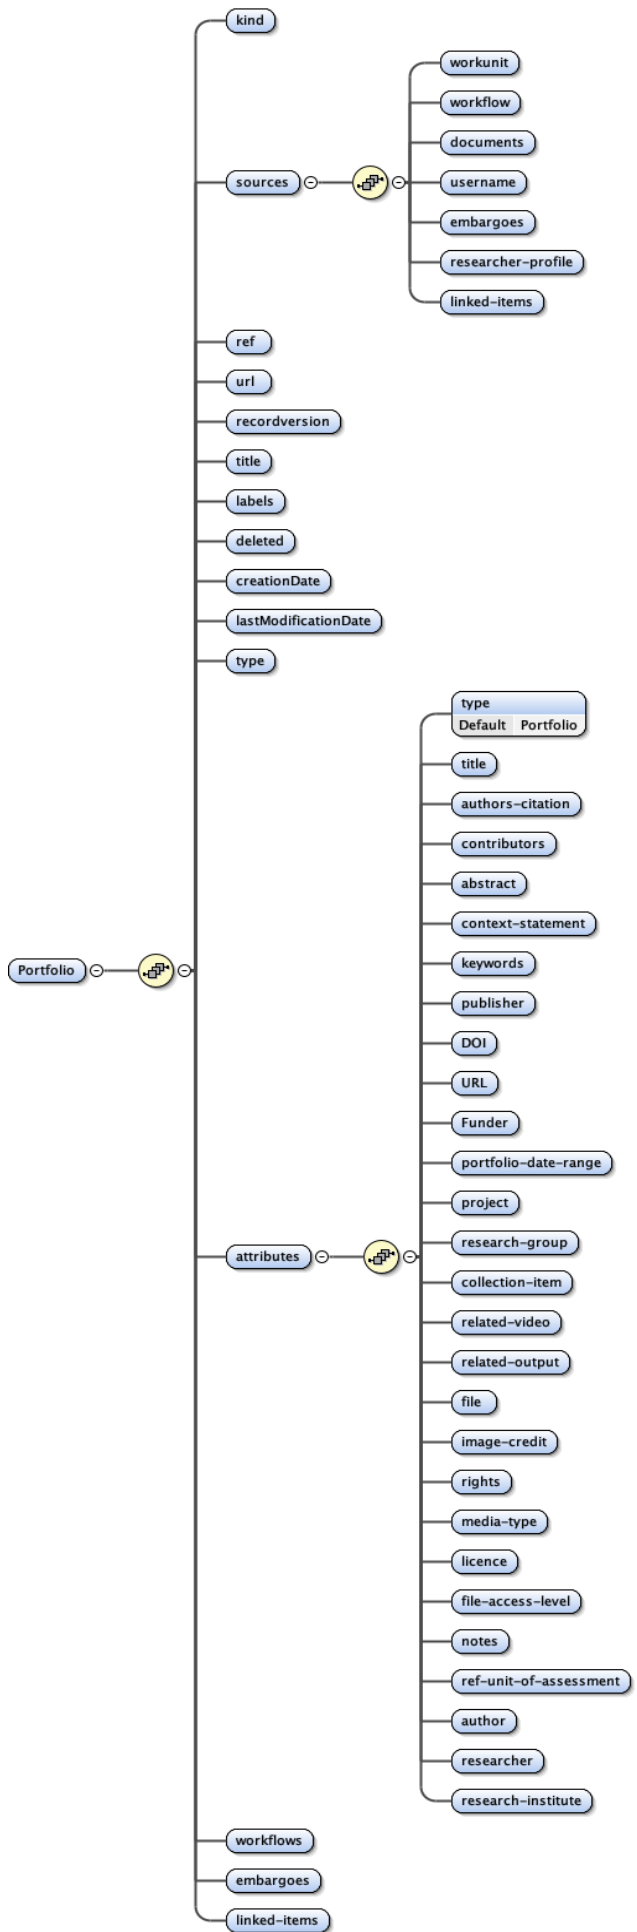 kind
workunit
workflow
documents
sources
username
embargoes
researcher-profile
linked-items
ref
url
recordversion
title
labels
deleted
creationDate
lastModificationDate
type
type
Default Portfolio
title
authors-citation
contributors
abstract
context-statement
keywords
Portfolio
publisher
DOI
URL
Funder
portfolio-date-range
project
research-group
attributes
collection-item
related-video
related-output
file
image-credit
rights
media-type
licence
file-access-level
notes
ref-unit-of-assessment
author
researcher
research-institute
workflows
embargoes
linked-items